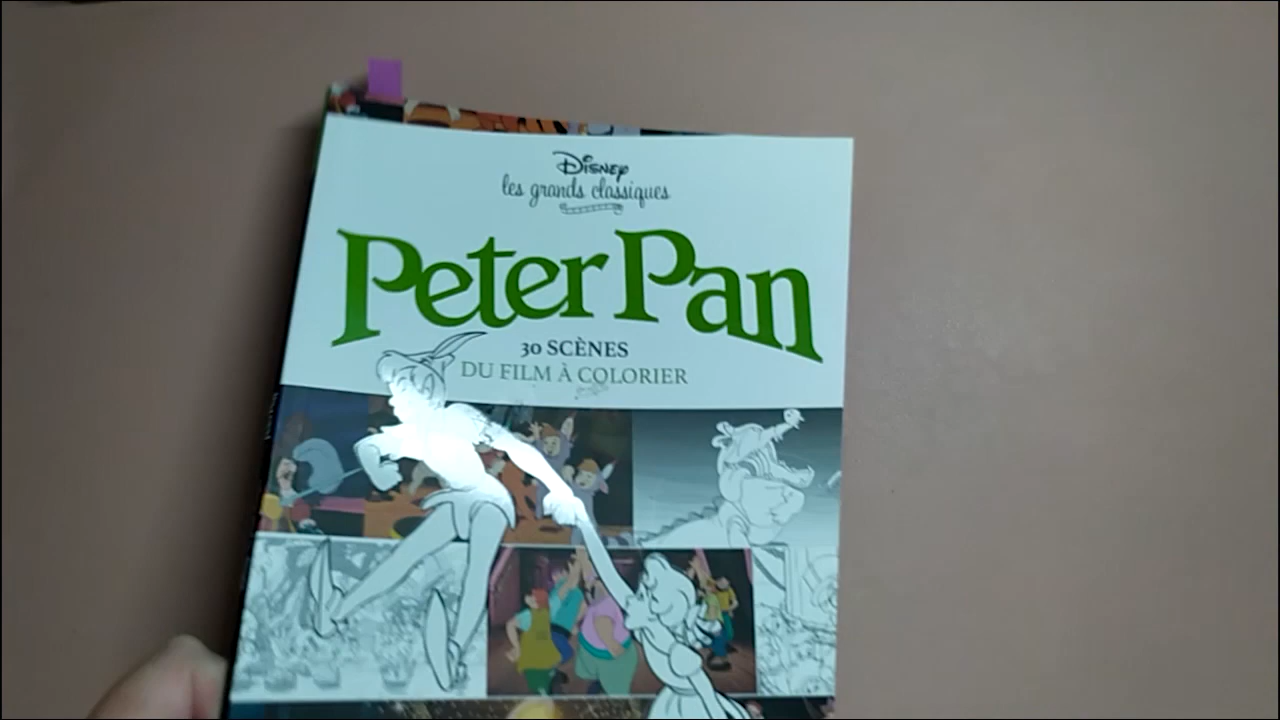 Disney
les grands classiques
Peter Pan
30 SCÈNES
DU FILM À COLORIER